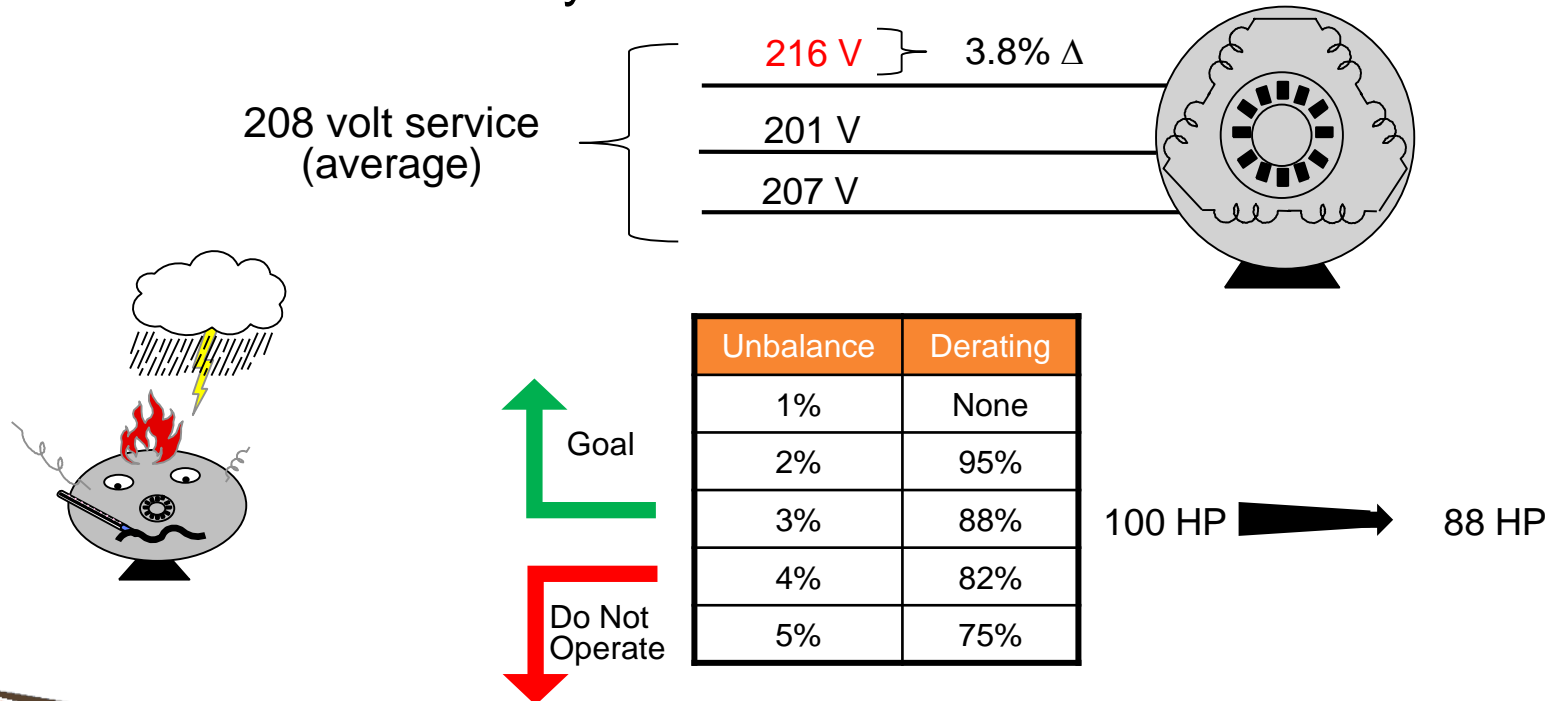 216 V
3.8% Δ
208 volt service
(average)
201 V
207 V
Unbalance Derating
1% None
Goal
2% 95%
3% 88%
100 HP 88 HP
4% 82%
Do Not
Operate
5% 75%